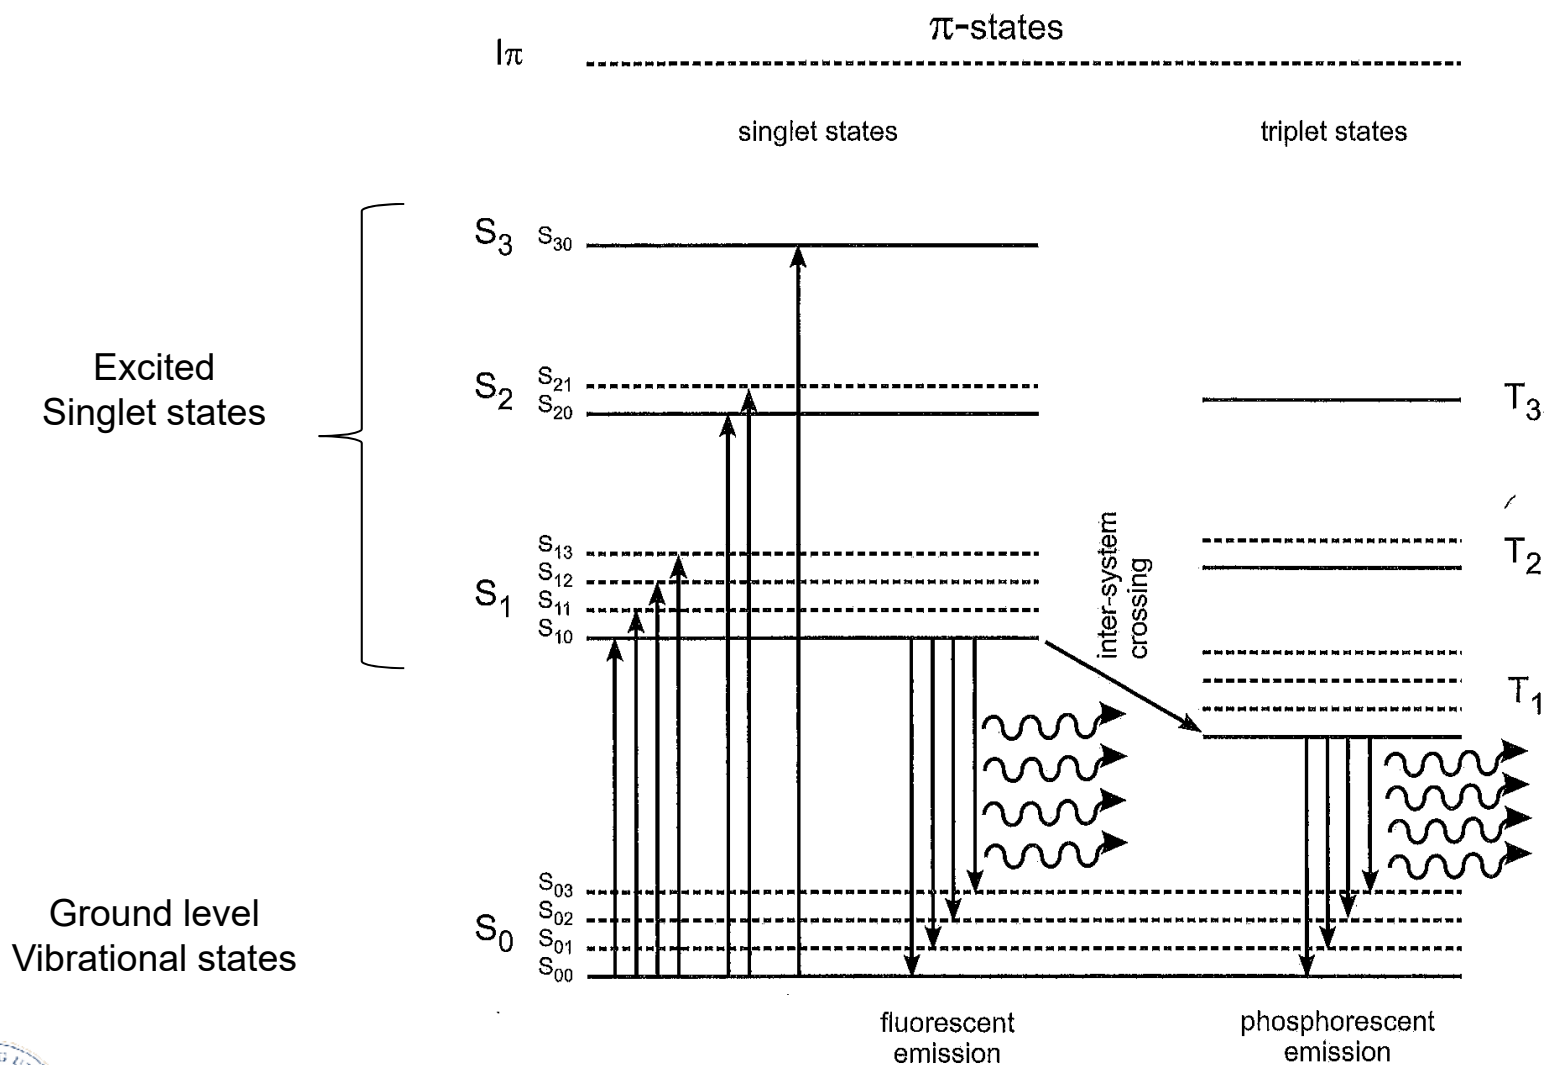 π-states
Iπ
singlet states
triplet states
S3
S30
Excited
Singlet states
S2
S21
S20
T3
S1
S13
S12
S11
S10
inter-system
crossing
T2
T1
Ground level
Vibrational states
S0
S03
S02
S01
S00
fluorescent
emission
phosphorescent
emission